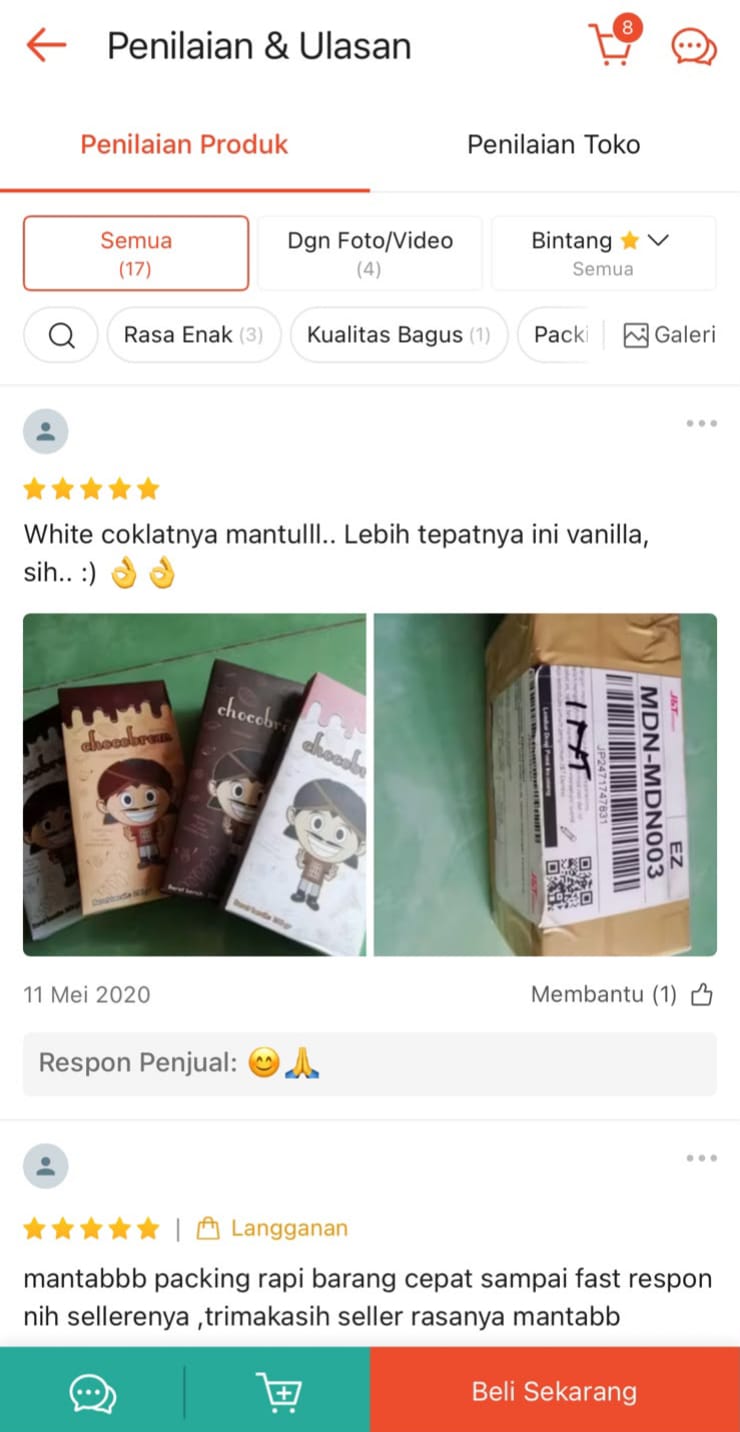 Penilaian & Ulasan
8
Penilaian Produk
Penilaian Toko
Semua
(17)
Dgn Foto/Video
(4)
Bintang
Semua
Rasa Enak (3)
Kualitas Bagus (1)
Packi
Galeri
White coklatnya mantulll.. Lebih tepatnya ini vanilla,
sih.. :) 👌👌
chocobrem
chocobr
chocob
J&T
MDN-MDN003
EZ
JP2471747831
11 Mei 2020
Membantu (1)
Respon Penjual: 😊🙏
| Langganan
mantabbb packing rapi barang cepat sampai fast respon
nih sellerenya ,trimakasih seller rasanya mantabb
Beli Sekarang